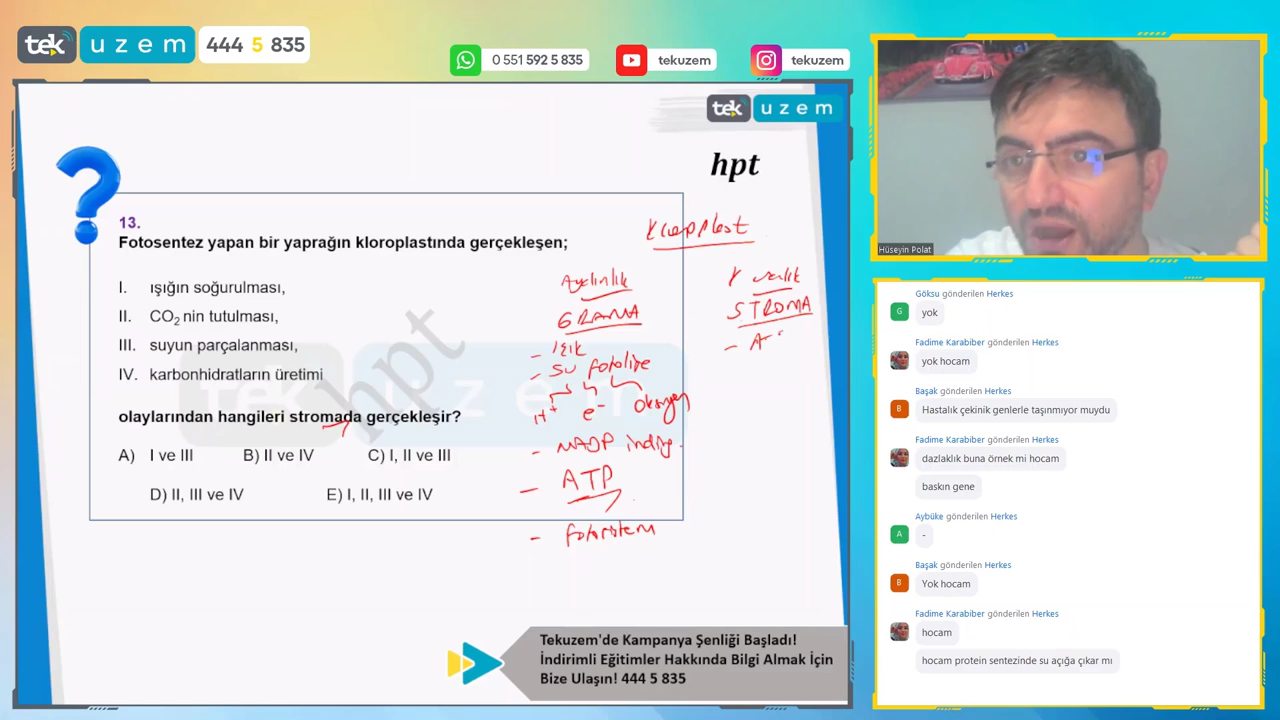 tek uzem 444 5 835
0 551 592 5 835
tekuzem
tekuzem
tek uzem
hpt
13.
Fotosentez yapan bir yaprağın kloroplastında gerçekleşen;
I. ışığın soğurulması,
II. CO2 nin tutulması,
III. suyun parçalanması,
IV. karbonhidratların üretimi
olaylarından hangileri stromada gerçekleşir?
A) I ve III B) II ve IV C) I, II ve III
D) II, III ve IV E) I, II, III ve IV
hpt
tek uzem
Kloroplast
Aydınlık
GRANA
- Işık
- SU fotoliz
H+ e- Oksijen
- NADP indirg.
- ATP
- fotosistem
STROMA
Tekuzem'de Kampanya Şenliği Başladı!
İndirimli Eğitimler Hakkında Bilgi Almak İçin
Bize Ulaşın! 444 5 835
Hüseyin Polat
Göksu gönderilen Herkes
G yok
Fadime Karabiber gönderilen Herkes
yok hocam
Başak gönderilen Herkes
B Hastalık çekinik genlerle taşınmıyor muydu
Fadime Karabiber gönderilen Herkes
dazlaklık buna örnek mi hocam
baskın gene
Aybüke gönderilen Herkes
A -
Başak gönderilen Herkes
B Yok hocam
Fadime Karabiber gönderilen Herkes
hocam
hocam protein sentezinde su açığa çıkar mı